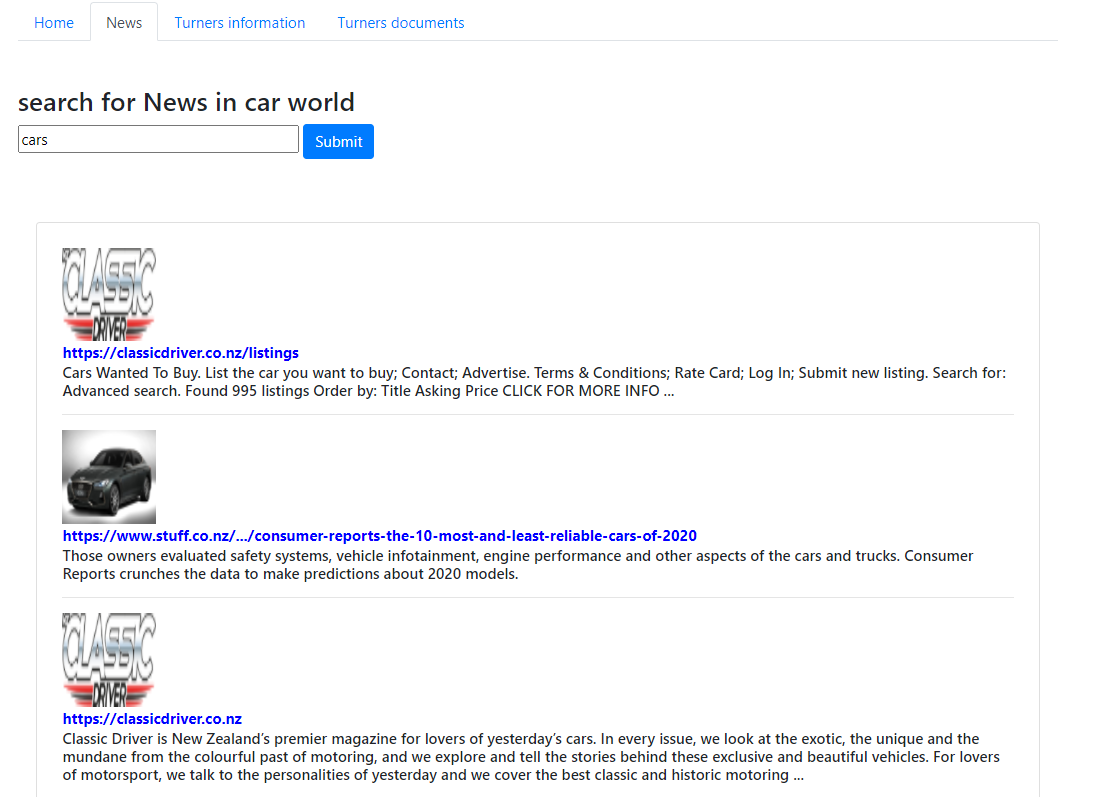 Home News Turners information Turners documents
search for News in car world
cars Submit
CLASSIC
DRIVER
https://classicdriver.co.nz/listings
Cars Wanted To Buy. List the car you want to buy; Contact; Advertise. Terms & Conditions; Rate Card; Log In; Submit new listing. Search for:
Advanced search. Found 995 listings Order by: Title Asking Price CLICK FOR MORE INFO ...
https://www.stuff.co.nz/.../consumer-reports-the-10-most-and-least-reliable-cars-of-2020
Those owners evaluated safety systems, vehicle infotainment, engine performance and other aspects of the cars and trucks. Consumer
Reports crunches the data to make predictions about 2020 models.
CLASSIC
DRIVER
https://classicdriver.co.nz
Classic Driver is New Zealand's premier magazine for lovers of yesterday's cars. In every issue, we look at the exotic, the unique and the
mundane from the colourful past of motoring, and we explore and tell the stories behind these exclusive and beautiful vehicles. For lovers
of motorsport, we talk to the personalities of yesterday and we cover the best classic and historic motoring ...